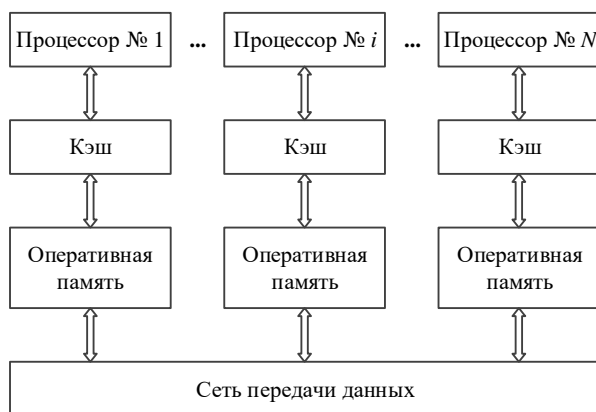 Процессор № 1 ... Процессор № i ... Процессор № N
Кэш Кэш Кэш
Оперативная Оперативная Оперативная
память память память
Сеть передачи данных